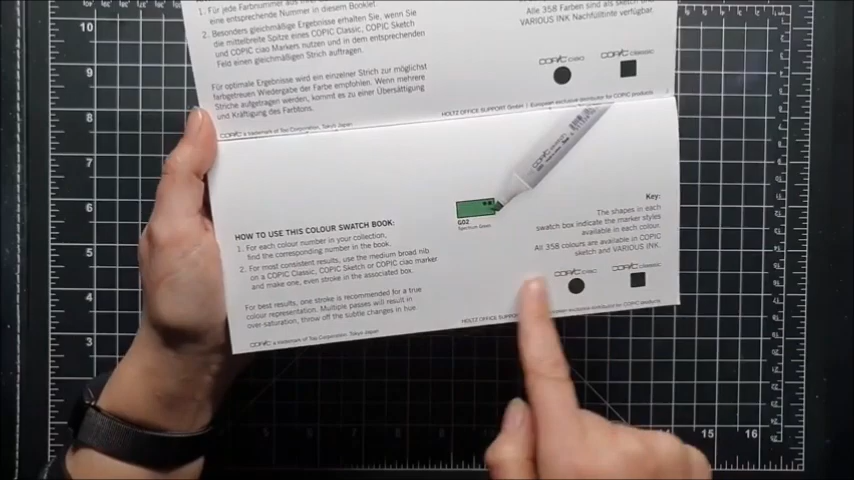 1. Für jede Farbnummer aus
eine entsprechende Nummer in diesem Booklet.
2. Besonders gleichmäßige Ergebnisse erhalten Sie, wenn Sie
die mittelbreite Spitze eines COPIC Classic, COPIC Sketch
und COPIC ciao Markers nutzen und in dem entsprechenden
Feld einen gleichmäßigen Strich auftragen.
Für optimale Ergebnisse wird ein einzelner Strich zur möglichst
farbgetreuen Wiedergabe der Farbe empfohlen. Wenn mehrere
Striche aufgetragen werden, kommt es zu einer Übersättigung
und Kräftigung des Farbtons.
COPIC a trademark of Too Corporation, Tokyo Japan
Alle 358 Farben sind als sketch und
VARIOUS INK Nachfülltinte verfügbar.
COPIC CIAO
COPIC CLASSIC
HOLTZ OFFICE SUPPORT GmbH | European exclusive distributor for COPIC products
HOW TO USE THIS COLOUR SWATCH BOOK:
1. For each colour number in your collection,
find the corresponding number in the book.
2. For most consistent results, use the medium broad nib
on a COPIC Classic, COPIC Sketch or COPIC ciao marker
and make one, even stroke in the associated box.
For best results, one stroke is recommended for a true
colour representation. Multiple passes will result in
over-saturation, throw off the subtle changes in hue.
COPIC a trademark of Too Corporation, Tokyo Japan
G02
Spectrum Green
COPIC
Key:
The shapes in each
swatch box indicate the marker styles
available in each colour.
All 358 colours are available in COPIC
sketch and VARIOUS INK.
COPIC CIAO
COPIC CLASSIC
HOLTZ OFFICE SUPPORT
exclusive distributor for COPIC products
10
9
8
7
6
5
4
3
15
16